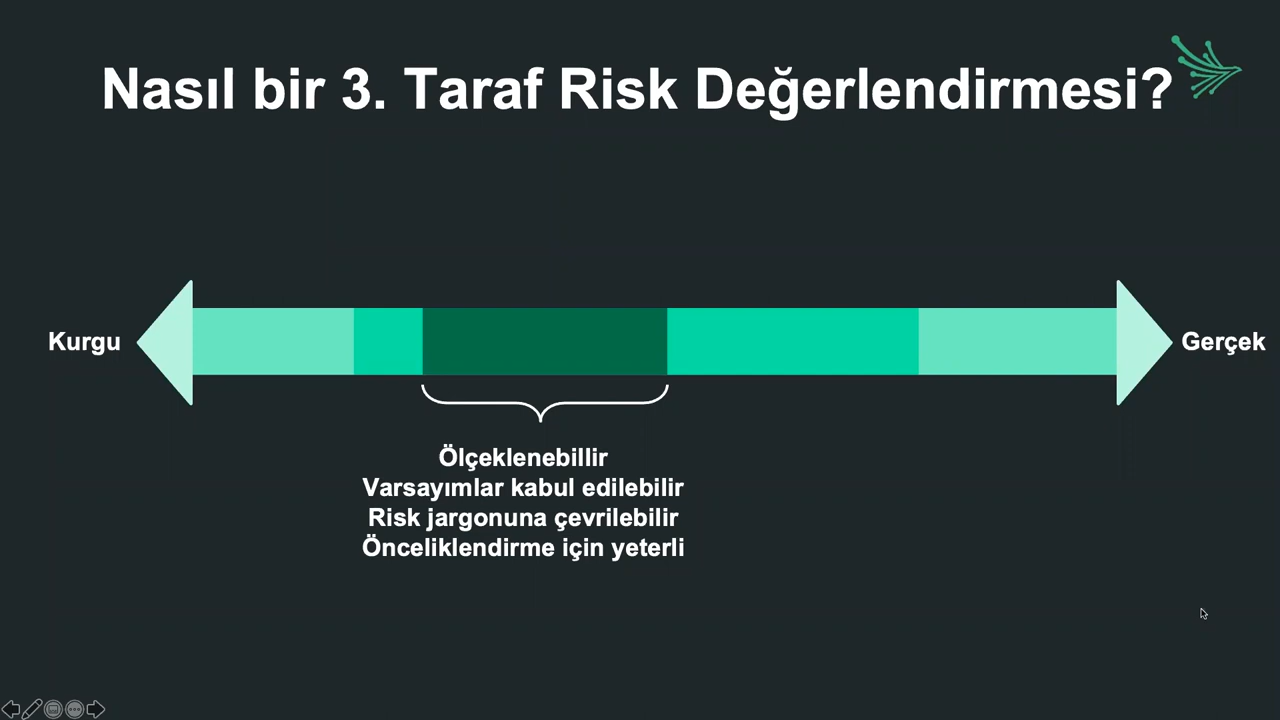 Nasıl bir 3. Taraf Risk Değerlendirmesi?
Kurgu
Gerçek
Ölçeklenebillir
Varsayımlar kabul edilebilir
Risk jargonuna çevrilebilir
Önceliklendirme için yeterli